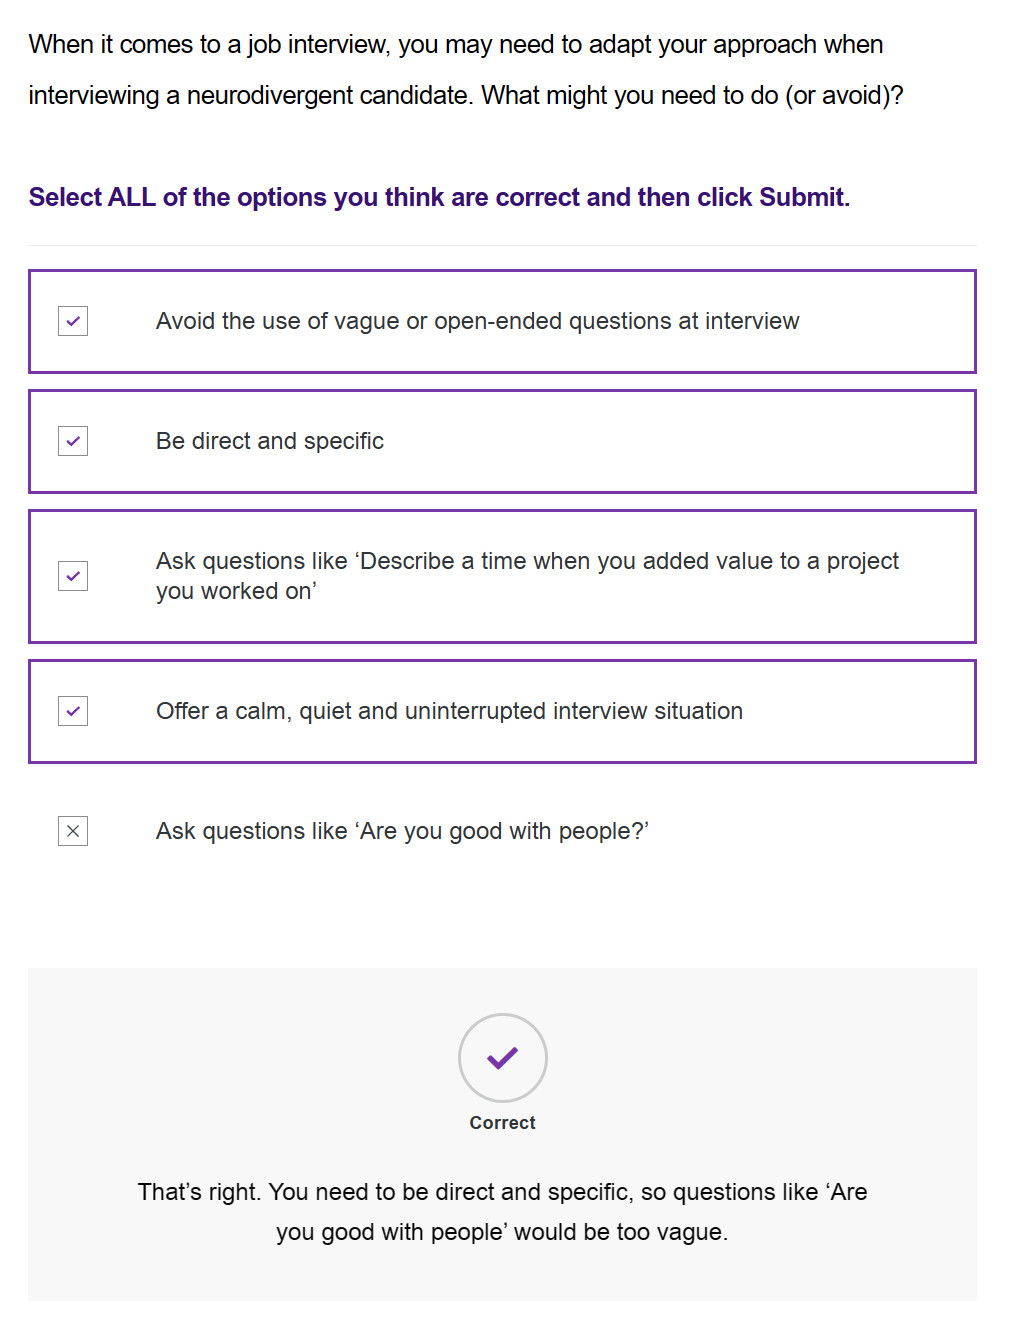 When it comes to a job interview, you may need to adapt your approach when
interviewing a neurodivergent candidate. What might you need to do (or avoid)?
Select ALL of the options you think are correct and then click Submit.
Avoid the use of vague or open-ended questions at interview
Be direct and specific
Ask questions like ‘Describe a time when you added value to a project
you worked on’
Offer a calm, quiet and uninterrupted interview situation
Ask questions like ‘Are you good with people?’
Correct
That’s right. You need to be direct and specific, so questions like ‘Are
you good with people’ would be too vague.